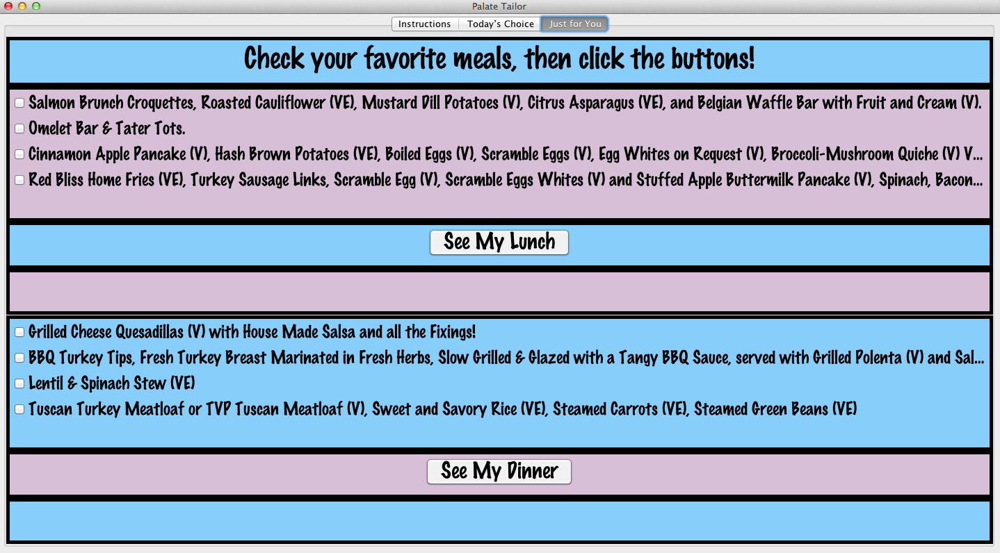 Palate Tailor
Instructions Today's Choice Just for You
Check your favorite meals, then click the buttons!
Salmon Brunch Croquettes, Roasted Cauliflower (VE), Mustard Dill Potatoes (V), Citrus Asparagus (VE), and Belgian Waffle Bar with Fruit and Cream (V).
Omelet Bar & Tater Tots.
Cinnamon Apple Pancake (V), Hash Brown Potatoes (VE), Boiled Eggs (V), Scramble Eggs (V), Egg Whites on Request (V), Broccoli-Mushroom Quiche (V) V...
Red Bliss Home Fries (VE), Turkey Sausage Links, Scramble Egg (V), Scramble Eggs Whites (V) and Stuffed Apple Buttermilk Pancake (V), Spinach, Bacon...
See My Lunch
Grilled Cheese Quesadillas (V) with House Made Salsa and all the Fixings!
BBQ Turkey Tips, Fresh Turkey Breast Marinated in Fresh Herbs, Slow Grilled & Glazed with a Tangy BBQ Sauce, served with Grilled Polenta (V) and Sal...
Lentil & Spinach Stew (VE)
Tuscan Turkey Meatloaf or TVP Tuscan Meatloaf (V), Sweet and Savory Rice (VE), Steamed Carrots (VE), Steamed Green Beans (VE)
See My Dinner